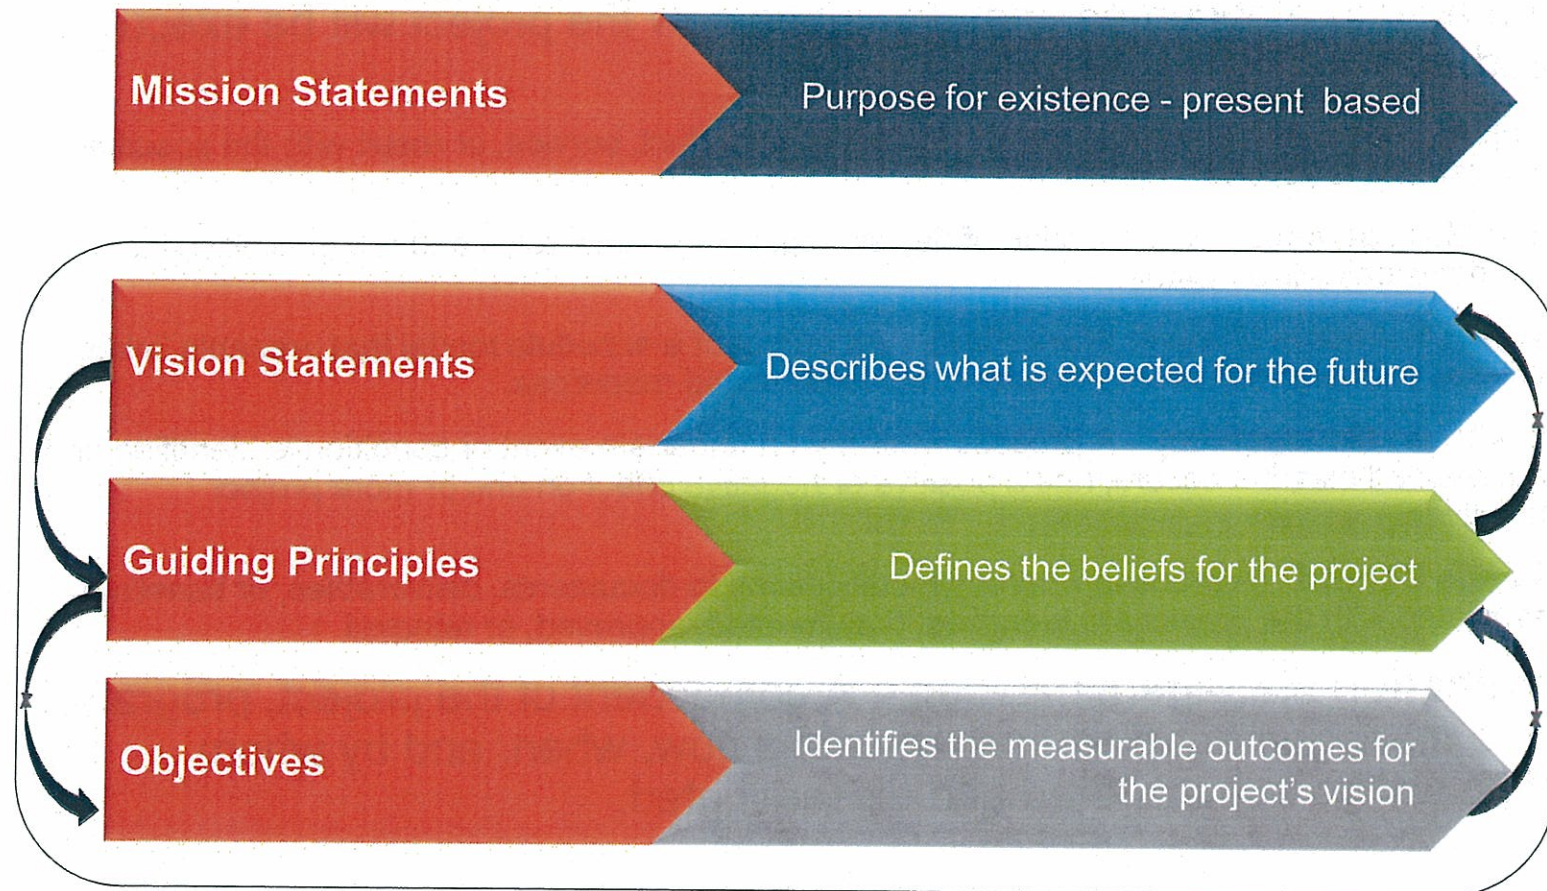 Mission Statements
Purpose for existence - present based
Vision Statements
Describes what is expected for the future
Guiding Principles
Defines the beliefs for the project
Objectives
Identifies the measurable outcomes for
the project's vision